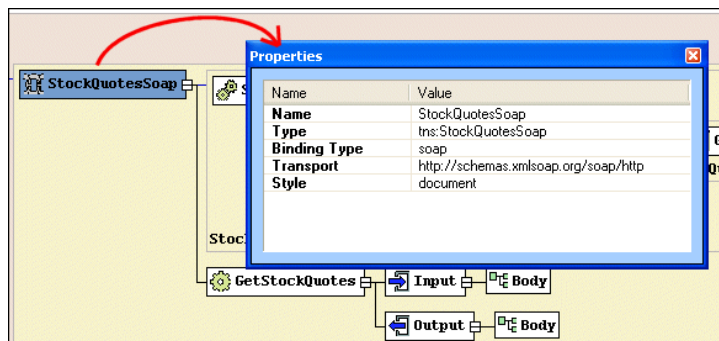 Properties
StockQuotesSoap
Name Value
Name StockQuotesSoap
Type tns:StockQuotesSoap
Binding Type soap
Transport http://schemas.xmlsoap.org/soap/http
Style document
GetStockQuotes Input Body
Output Body